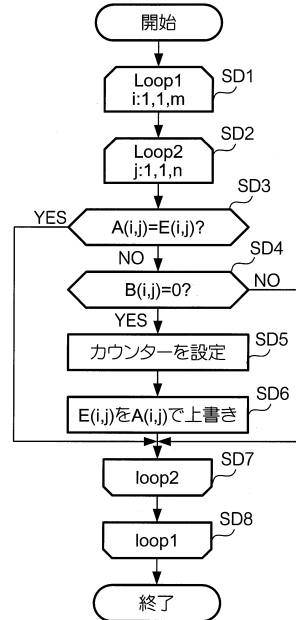 開始
Loop1
i:1,1,m
SD1
Loop2
j:1,1,n
SD2
A(i,j)=E(i,j)?
SD3
YES
NO
B(i,j)=0?
SD4
NO
YES
カウンターを設定
SD5
E(i,j)をA(i,j)で上書き
SD6
loop2
SD7
loop1
SD8
終了